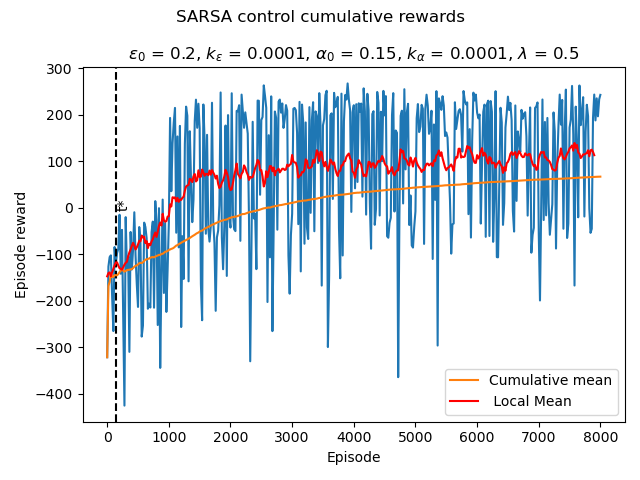 SARSA control cumulative rewards
ε₀ = 0.2, kε = 0.0001, α₀ = 0.15, kα = 0.0001, λ = 0.5
300
200
100
0
−100
−200
−300
−400
Episode reward
t*
Cumulative mean
Local Mean
0
1000
2000
3000
4000
5000
6000
7000
8000
Episode